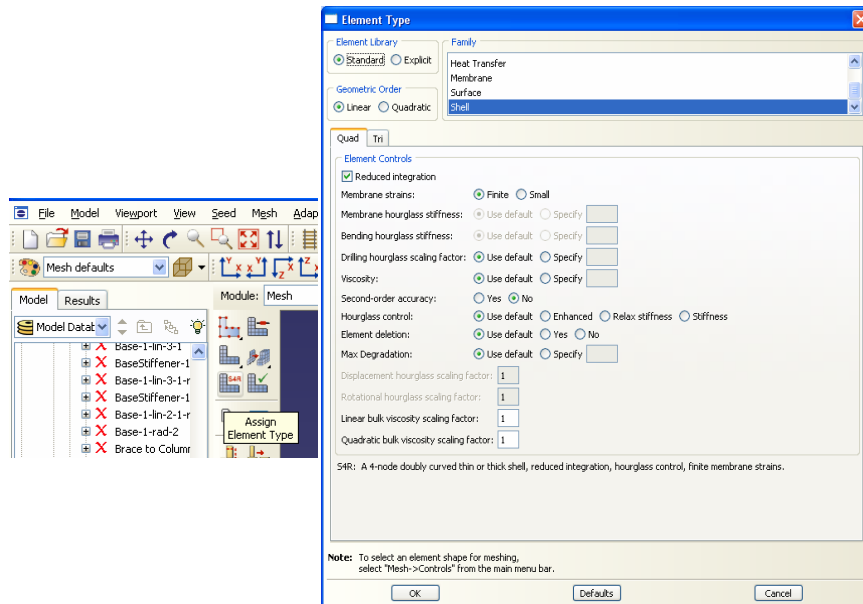 File Model Viewport View Seed Mesh Adap
Mesh defaults
Model Results
Module: Mesh
Model Datab
Base-1-lin-3-1
BaseStiffener-1
Base-1-lin-3-1-r
BaseStiffener-1
Base-1-lin-2-1-r
Base-1-rad-2
Brace to Column
S4R
Assign
Element Type
Element Type
Element Library
Standard Explicit
Geometric Order
Linear Quadratic
Family
Heat Transfer
Membrane
Surface
Shell
Quad Tri
Element Controls
Reduced integration
Membrane strains: Finite Small
Membrane hourglass stiffness: Use default Specify
Bending hourglass stiffness: Use default Specify
Drilling hourglass scaling factor: Use default Specify
Viscosity: Use default Specify
Second-order accuracy: Yes No
Hourglass control: Use default Enhanced Relax stiffness Stiffness
Element deletion: Use default Yes No
Max Degradation: Use default Specify
Displacement hourglass scaling factor: 1
Rotational hourglass scaling factor: 1
Linear bulk viscosity scaling factor: 1
Quadratic bulk viscosity scaling factor: 1
S4R: A 4-node doubly curved thin or thick shell, reduced integration, hourglass control, finite membrane strains.
Note: To select an element shape for meshing,
select "Mesh->Controls" from the main menu bar.
OK Defaults Cancel